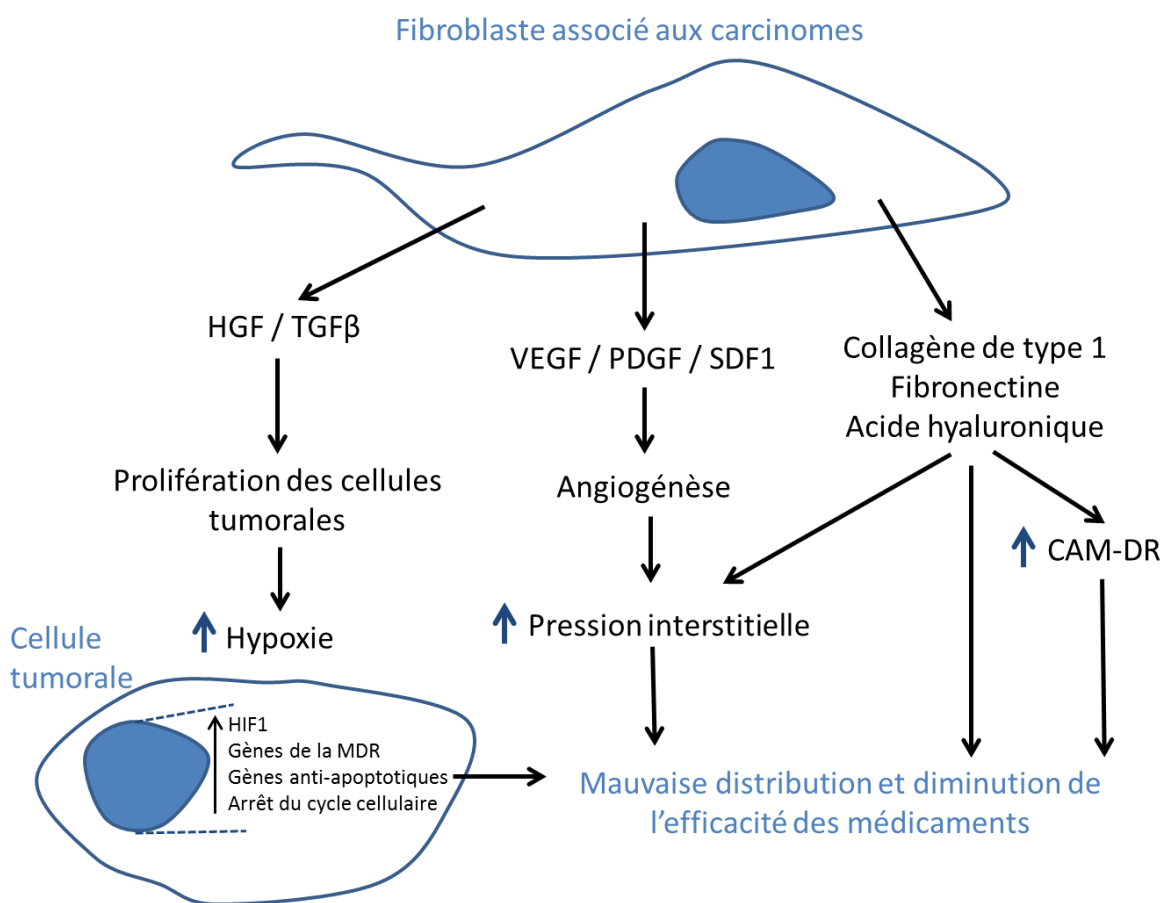 Fibroblaste associé aux carcinomes
HGF / TGFβ
VEGF / PDGF / SDF1
Collagène de type 1
Fibronectine
Acide hyaluronique
Prolifération des cellules
tumorales
Angiogénèse
CAM-DR
Hypoxie
Pression interstitielle
Cellule
tumorale
HIF1
Gènes de la MDR
Gènes anti-apoptotiques
Arrêt du cycle cellulaire
Mauvaise distribution et diminution de
l'efficacité des médicaments